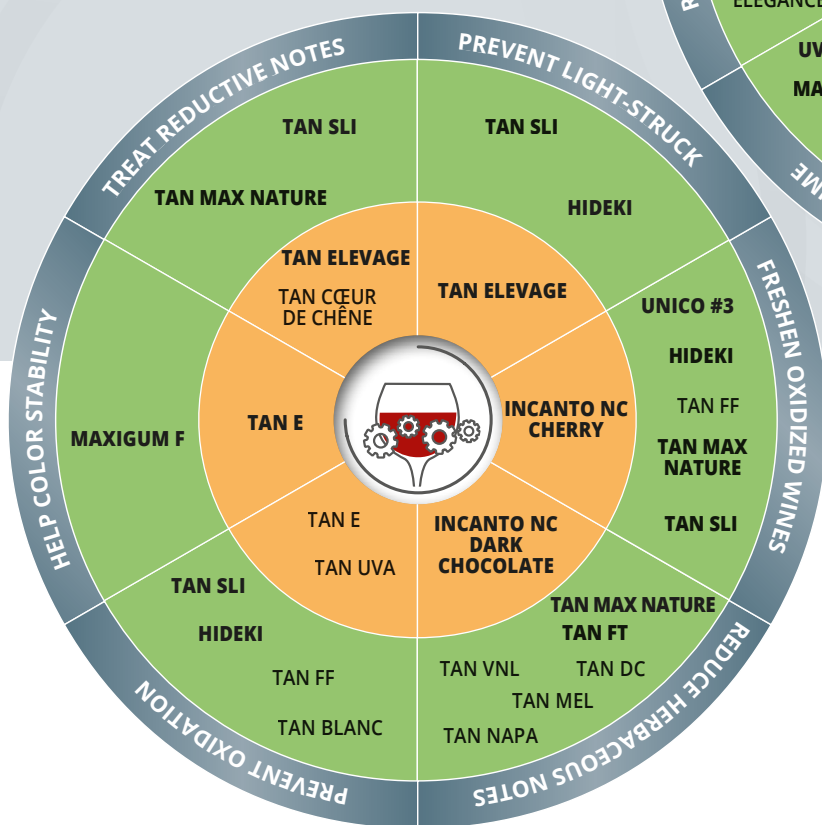 TREAT REDUCTIVE NOTES
TAN SLI
TAN MAX NATURE
TAN ELEVAGE
TAN CŒUR
DE CHÊNE
PREVENT LIGHT-STRUCK
TAN SLI
HIDEKI
TAN ELEVAGE
FRESHEN OXIDIZED WINES
UNICO #3
HIDEKI
TAN FF
TAN MAX
NATURE
TAN SLI
INCANTO NC
CHERRY
REDUCE HERBACEOUS NOTES
INCANTO NC
DARK
CHOCOLATE
TAN MAX NATURE
TAN FT
TAN VNL
TAN DC
TAN MEL
TAN NAPA
PREVENT OXIDATION
TAN E
TAN UVA
TAN SLI
HIDEKI
TAN FF
TAN BLANC
HELP COLOR STABILITY
MAXIGUM F
TAN E
ELEGANCE
UV
MA